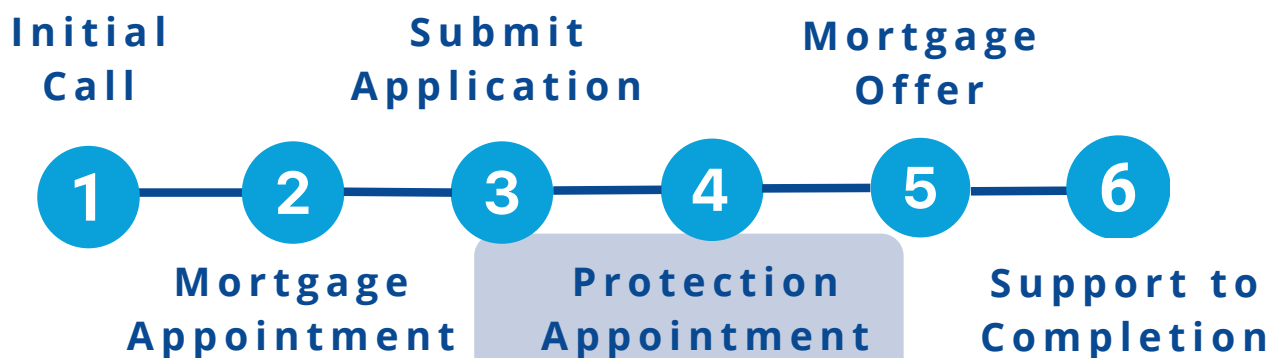 Initial
Call
Submit
Application
Mortgage
Offer
1
2
3
4
5
6
Mortgage
Appointment
Protection
Appointment
Support to
Completion